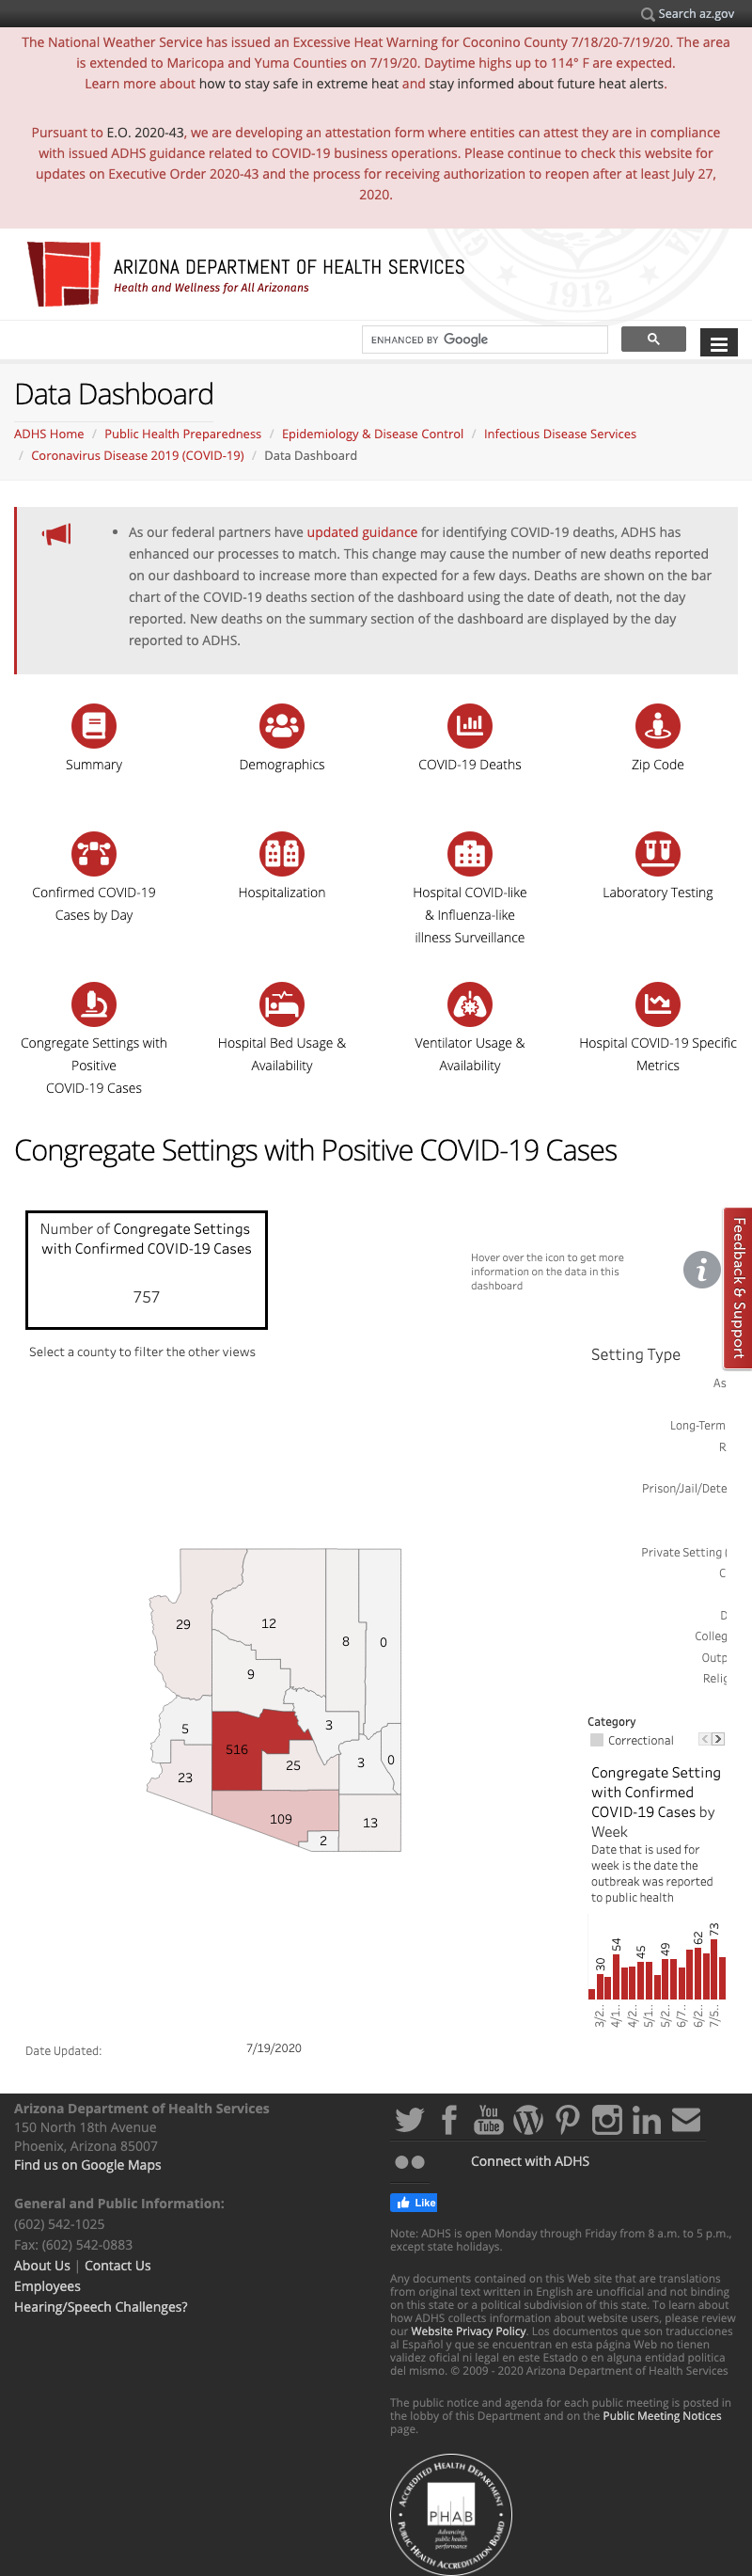 Search az.gov
The National Weather Service has issued an Excessive Heat Warning for Coconino County 7/18/20-7/19/20. The area
is extended to Maricopa and Yuma Counties on 7/19/20. Daytime highs up to 114° F are expected.
Learn more about how to stay safe in extreme heat and stay informed about future heat alerts.
Pursuant to E.O. 2020-43, we are developing an attestation form where entities can attest they are in compliance
with issued ADHS guidance related to COVID-19 business operations. Please continue to check this website for
updates on Executive Order 2020-43 and the process for receiving authorization to reopen after at least July 27,
2020.
1912
ARIZONA DEPARTMENT OF HEALTH SERVICES
Health and Wellness for All Arizonans
ENHANCED BY Google
Data Dashboard
ADHS Home / Public Health Preparedness / Epidemiology & Disease Control / Infectious Disease Services
/ Coronavirus Disease 2019 (COVID-19) / Data Dashboard
• As our federal partners have updated guidance for identifying COVID-19 deaths, ADHS has
enhanced our processes to match. This change may cause the number of new deaths reported
on our dashboard to increase more than expected for a few days. Deaths are shown on the bar
chart of the COVID-19 deaths section of the dashboard using the date of death, not the day
reported. New deaths on the summary section of the dashboard are displayed by the day
reported to ADHS.
Summary
Demographics
COVID-19 Deaths
Zip Code
Confirmed COVID-19
Cases by Day
Hospitalization
Hospital COVID-like
& Influenza-like
illness Surveillance
Laboratory Testing
Congregate Settings with
Positive
COVID-19 Cases
Hospital Bed Usage &
Availability
Ventilator Usage &
Availability
Hospital COVID-19 Specific
Metrics
Congregate Settings with Positive COVID-19 Cases
Number of Congregate Settings
with Confirmed COVID-19 Cases
757
Hover over the icon to get more
information on the data in this
dashboard
i
Feedback & Support
Select a county to filter the other views
Setting Type
As
Long-Term
R
Prison/Jail/Dete
Private Setting (
C
D
Colleg
Outp
Relig
29
12
8
0
9
5
516
3
25
3
0
23
109
13
2
Category
Correctional
Congregate Setting
with Confirmed
COVID-19 Cases by
Week
Date that is used for
week is the date the
outbreak was reported
to public health
30
54
45
49
62
73
3/2..
4/1..
4/2..
5/1..
5/2..
6/7..
6/2..
7/5..
Date Updated:
7/19/2020
Arizona Department of Health Services
150 North 18th Avenue
Phoenix, Arizona 85007
Find us on Google Maps
General and Public Information:
(602) 542-1025
Fax: (602) 542-0883
About Us | Contact Us
Employees
Hearing/Speech Challenges?
You
Tube
Connect with ADHS
Like
Note: ADHS is open Monday through Friday from 8 a.m. to 5 p.m.,
except state holidays.
Any documents contained on this Web site that are translations
from original text written in English are unofficial and not binding
on this state or a political subdivision of this state. To learn about
how ADHS collects information about website users, please review
our Website Privacy Policy. Los documentos que son traducciones
al Español y que se encuentran en esta página Web no tienen
validez oficial ni legal en este Estado o en alguna entidad política
del mismo. © 2009 - 2020 Arizona Department of Health Services
The public notice and agenda for each public meeting is posted in
the lobby of this Department and on the Public Meeting Notices
page.
ACCREDITED HEALTH DEPARTMENT
PHAB
Advancing
public health
performance
PUBLIC HEALTH ACCREDITATION BOARD